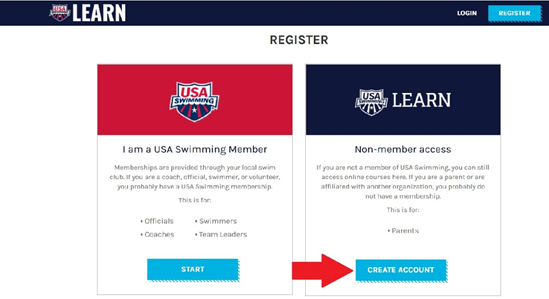 USA SWIMMING LEARN LOGIN REGISTER
REGISTER
USA
SWIMMING
I am a USA Swimming Member
Memberships are provided through your local swim
club. If you are a coach, official, swimmer, or volunteer,
you probably have a USA Swimming membership.
This is for:
• Officials • Swimmers
• Coaches • Team Leaders
START
USA SWIMMING LEARN
Non-member access
If you are not a member of USA Swimming, you can still
access online courses here. If you are a parent or are
affiliated with another organization, you probably do
not have a membership.
This is for:
• Parents
CREATE ACCOUNT